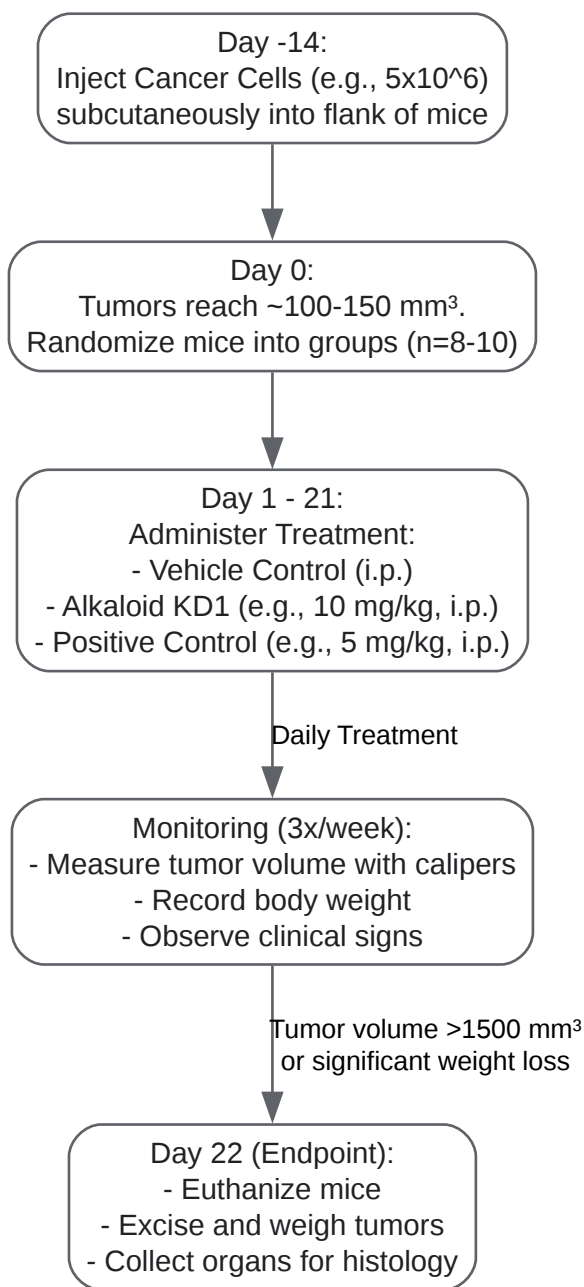 Day -14:
Inject Cancer Cells (e.g., 5x10^6)
subcutaneously into flank of mice
Day 0:
Tumors reach ~100-150 mm³.
Randomize mice into groups (n=8-10)
Day 1 - 21:
Administer Treatment:
- Vehicle Control (i.p.)
- Alkaloid KD1 (e.g., 10 mg/kg, i.p.)
- Positive Control (e.g., 5 mg/kg, i.p.)
Daily Treatment
Monitoring (3x/week):
- Measure tumor volume with calipers
- Record body weight
- Observe clinical signs
Tumor volume >1500 mm³
or significant weight loss
Day 22 (Endpoint):
- Euthanize mice
- Excise and weigh tumors
- Collect organs for histology